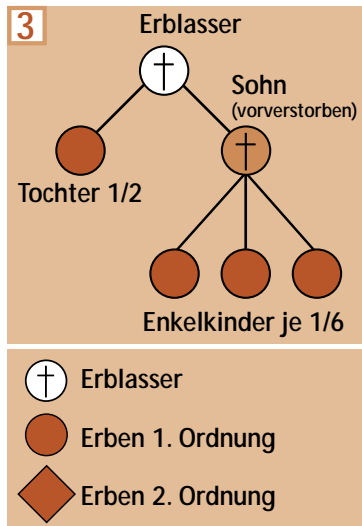 3
Erblasser
Sohn
(vorverstorben)
Tochter 1/2
Enkelkinder je 1/6
Erblasser
Erben 1. Ordnung
Erben 2. Ordnung